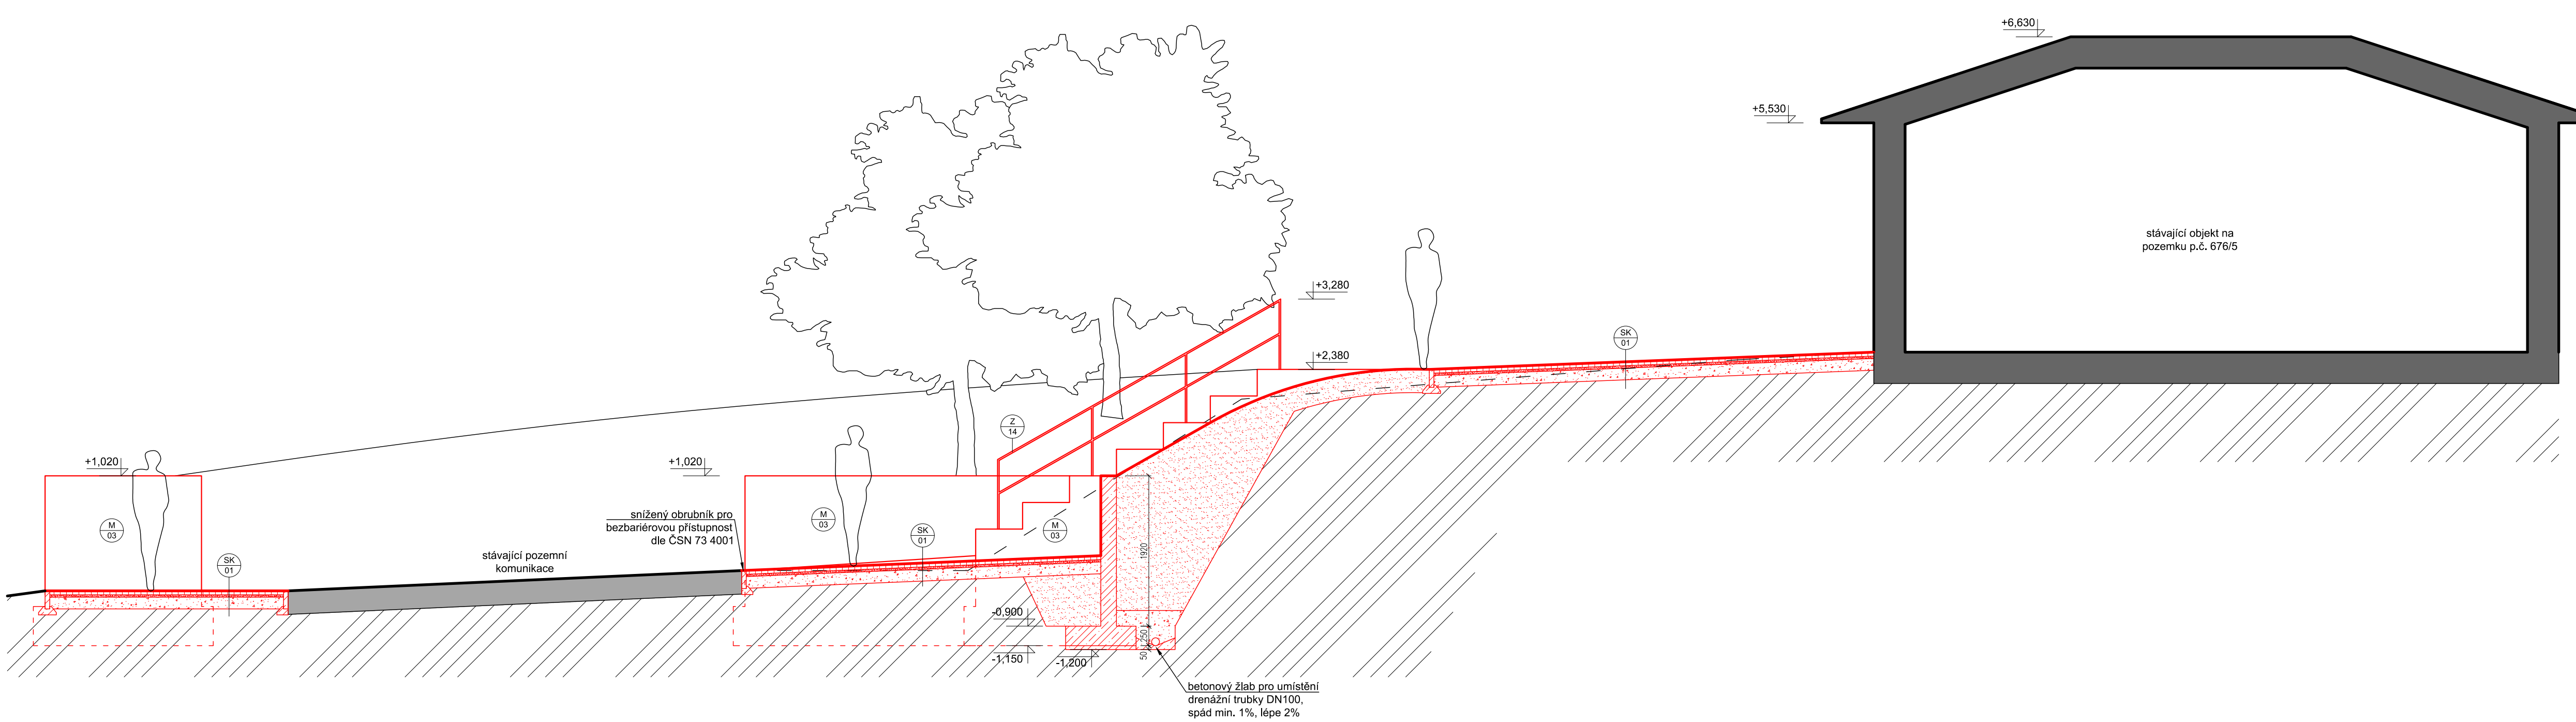 +6,630
+5,530
stávající objekt na
pozemku p.č. 676/5
+3,280
SK
01
+2,380
Z
14
+1,020
+1,020
M
03
snížený obrubník pro
bezbariérovou přístupnost
dle ČSN 73 4001
M
03
SK
01
M
03
1920
stávající pozemní
komunikace
SK
01
-0,900
250
50
-1,150
-1,200
betonový žlab pro umístění
drenážní trubky DN100,
spád min. 1%, lépe 2%